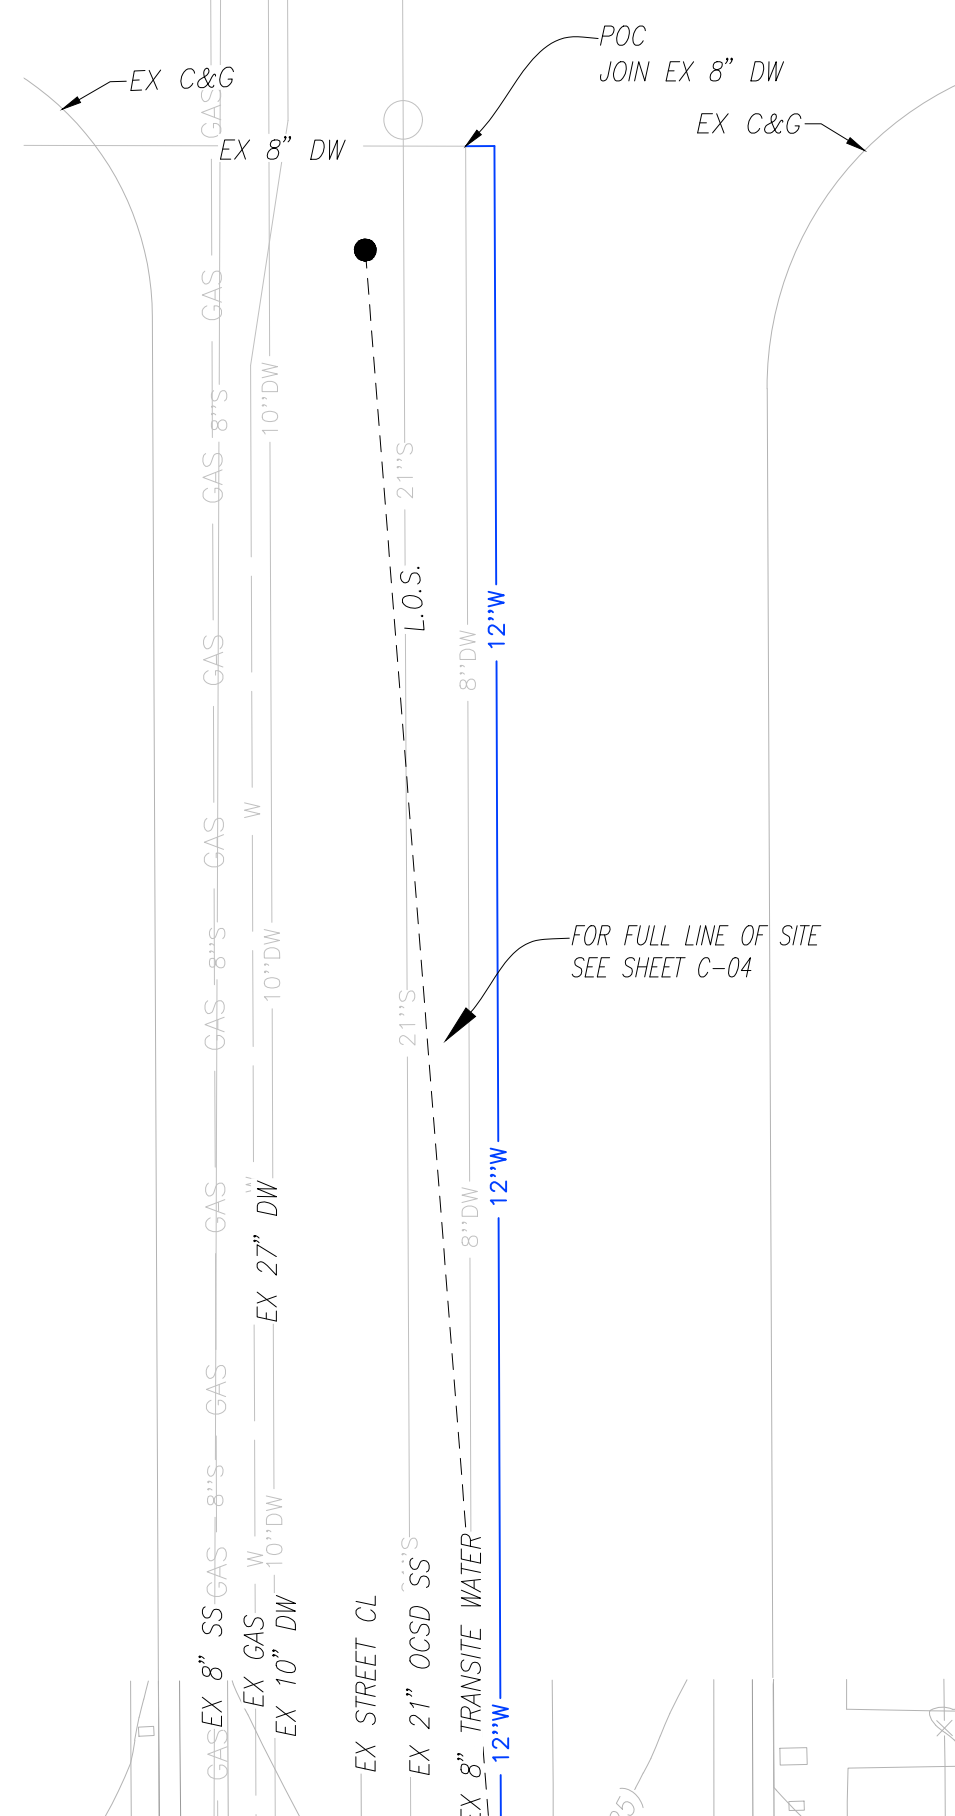 POC
JOIN EX 8" DW
EX C&G
EX C&G
GAS
EX 8" DW
GAS
8''S
10''DW
GAS
21''S
L.O.S.
12''W
8''DW
GAS
W
GAS
8''S
10''DW
FOR FULL LINE OF SITE
SEE SHEET C-04
GAS
21''S
12''W
W
GAS
8''DW
EX 27" DW
GAS
8''S
10''DW
W
GAS
EX 8" SS
EX GAS
EX 10" DW
EX STREET CL
EX 21" OCSD SS
EX 8" TRANSITE WATER
12''W
GAS